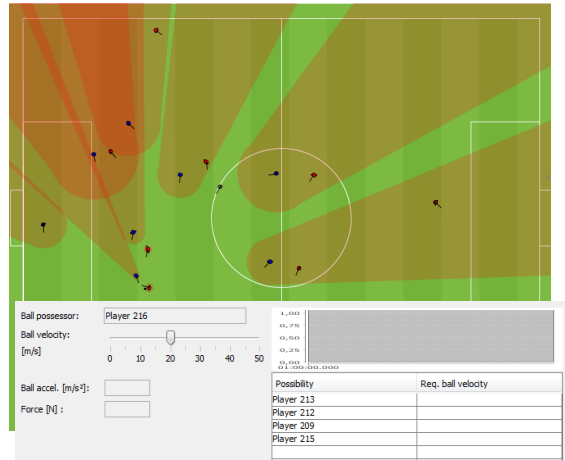 Ball possessor: Player 216
Ball velocity:
[m/s]
0 10 20 30 40 50
Ball accel. [m/s²]:
Force [N] :
1,00
0,75
0,50
0,25
0,00
01:00:00.000
Possibility Req. ball velocity
Player 213
Player 212
Player 209
Player 215